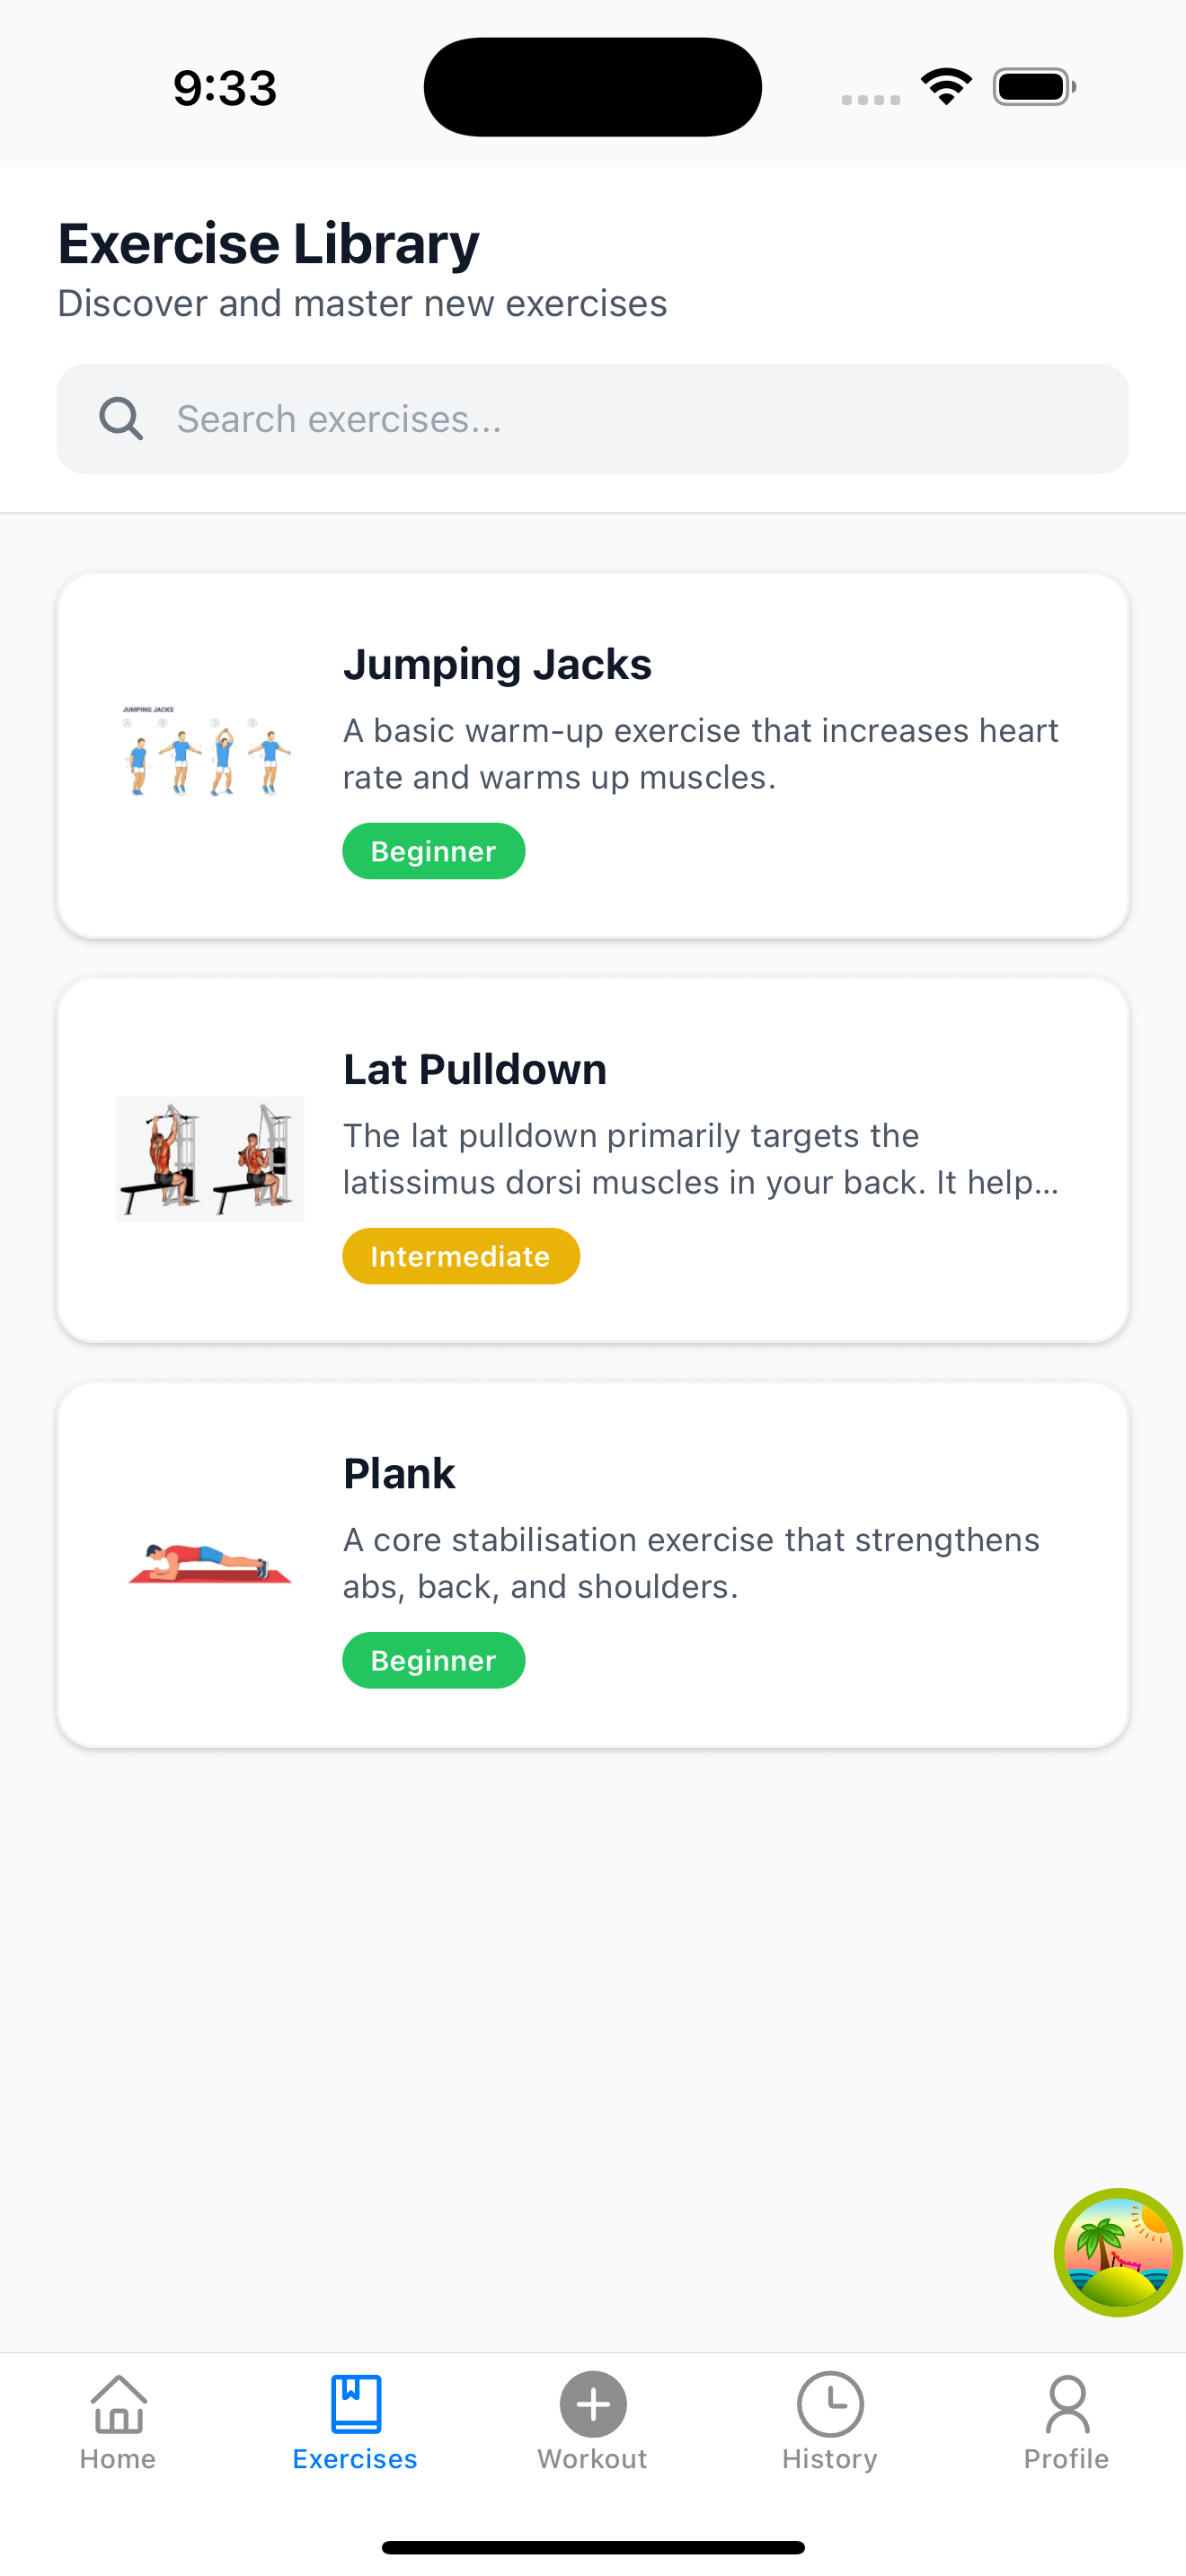 9:33
Exercise Library
Discover and master new exercises
Search exercises...
JUMPING JACKS
Jumping Jacks
A basic warm-up exercise that increases heart
rate and warms up muscles.
Beginner
Lat Pulldown
The lat pulldown primarily targets the
latissimus dorsi muscles in your back. It help...
Intermediate
Plank
A core stabilisation exercise that strengthens
abs, back, and shoulders.
Beginner
Home
Exercises
Workout
History
Profile